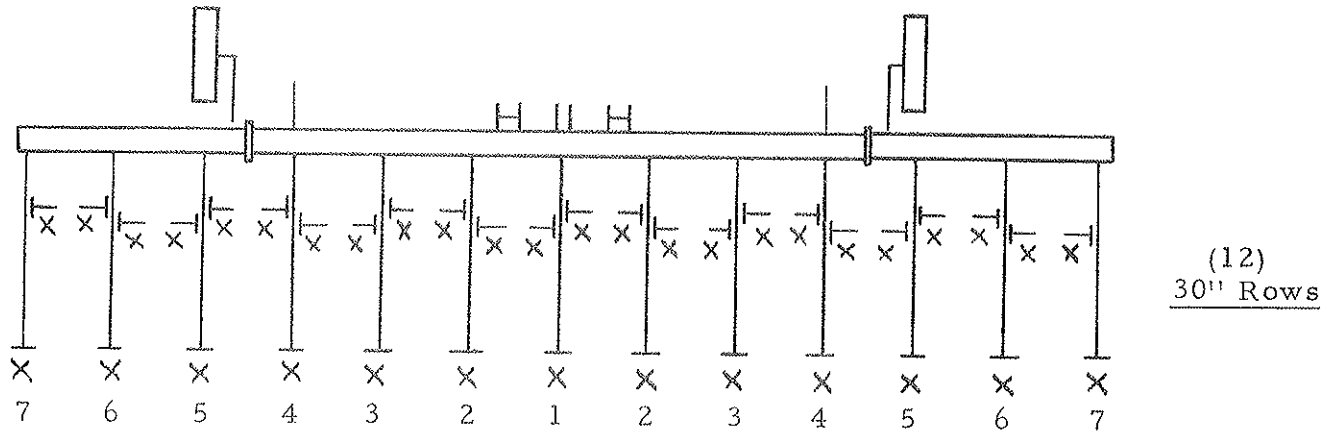 X X X X X X X X X X X X X X X X X X X X X X X X
(12)
30" Rows
X X X X X X X X X X X X X
7 6 5 4 3 2 1 2 3 4 5 6 7